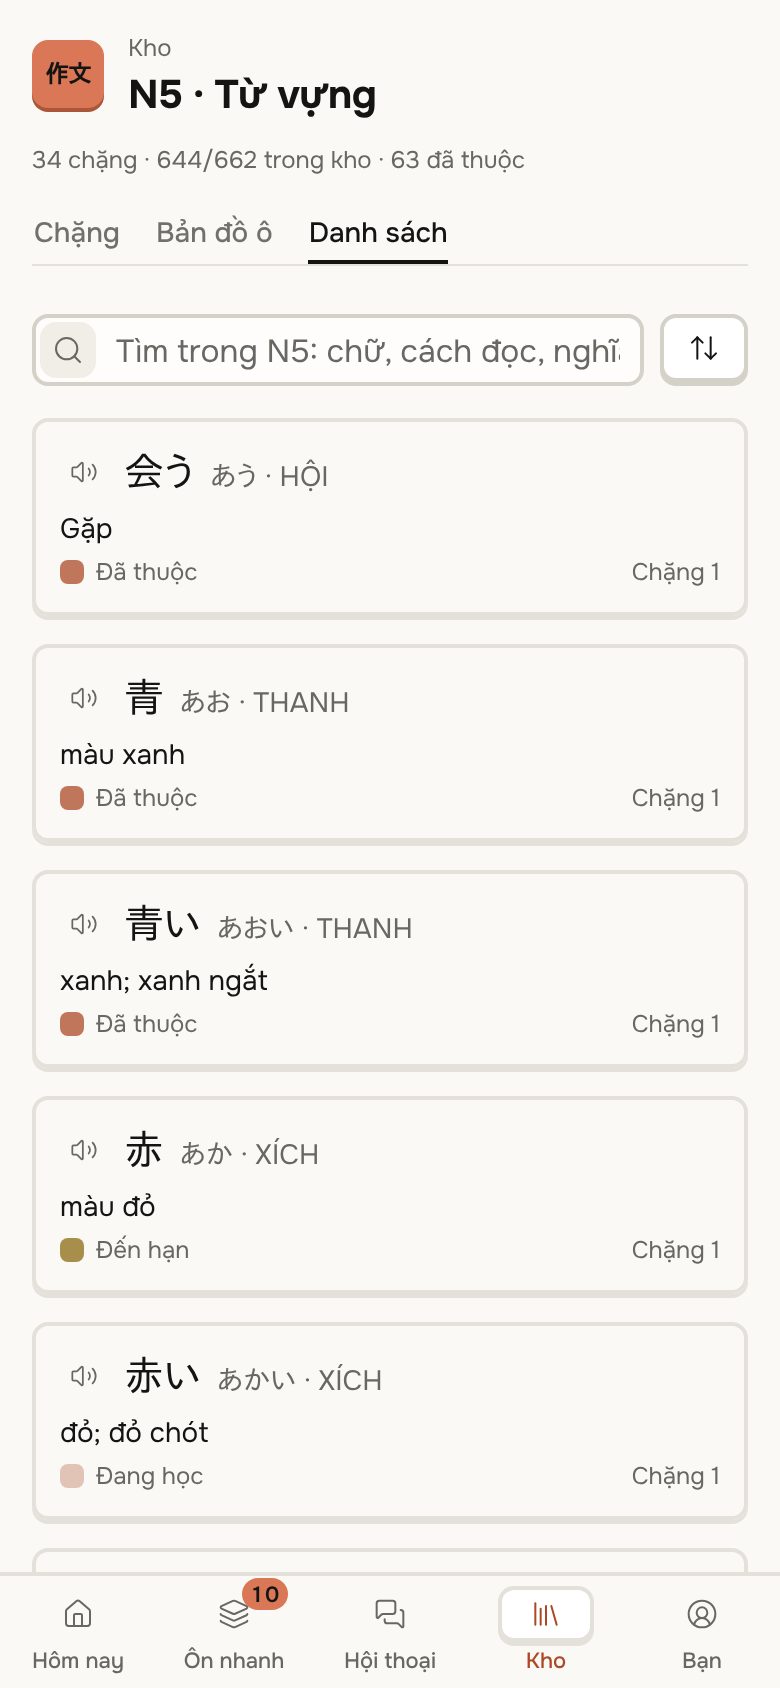 作文
Kho
N5 · Từ vựng
34 chặng · 644/662 trong kho · 63 đã thuộc
Chặng Bản đồ ô Danh sách
Tìm trong N5: chữ, cách đọc, nghĩa
会う あう · HỘI
Gặp
Đã thuộc Chặng 1
青 あお · THANH
màu xanh
Đã thuộc Chặng 1
青い あおい · THANH
xanh; xanh ngắt
Đã thuộc Chặng 1
赤 あか · XÍCH
màu đỏ
Đến hạn Chặng 1
赤い あかい · XÍCH
đỏ; đỏ chót
Đang học Chặng 1
10
Hôm nay Ôn nhanh Hội thoại Kho Bạn